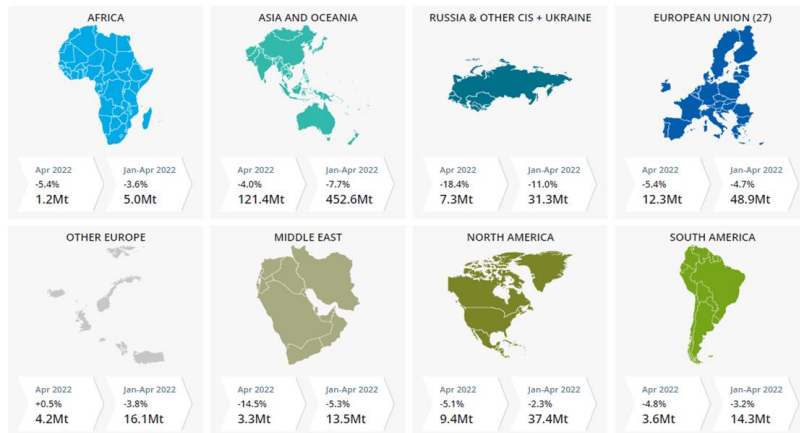 AFRICA
Apr 2022 Jan-Apr 2022
-5.4% -3.6%
1.2Mt 5.0Mt
ASIA AND OCEANIA
Apr 2022 Jan-Apr 2022
-4.0% -7.7%
121.4Mt 452.6Mt
RUSSIA & OTHER CIS + UKRAINE
Apr 2022 Jan-Apr 2022
-18.4% -11.0%
7.3Mt 31.3Mt
EUROPEAN UNION (27)
Apr 2022 Jan-Apr 2022
-5.4% -4.7%
12.3Mt 48.9Mt
OTHER EUROPE
Apr 2022 Jan-Apr 2022
+0.5% -3.8%
4.2Mt 16.1Mt
MIDDLE EAST
Apr 2022 Jan-Apr 2022
-14.5% -5.3%
3.3Mt 13.5Mt
NORTH AMERICA
Apr 2022 Jan-Apr 2022
-5.1% -2.3%
9.4Mt 37.4Mt
SOUTH AMERICA
Apr 2022 Jan-Apr 2022
-4.8% -3.2%
3.6Mt 14.3Mt